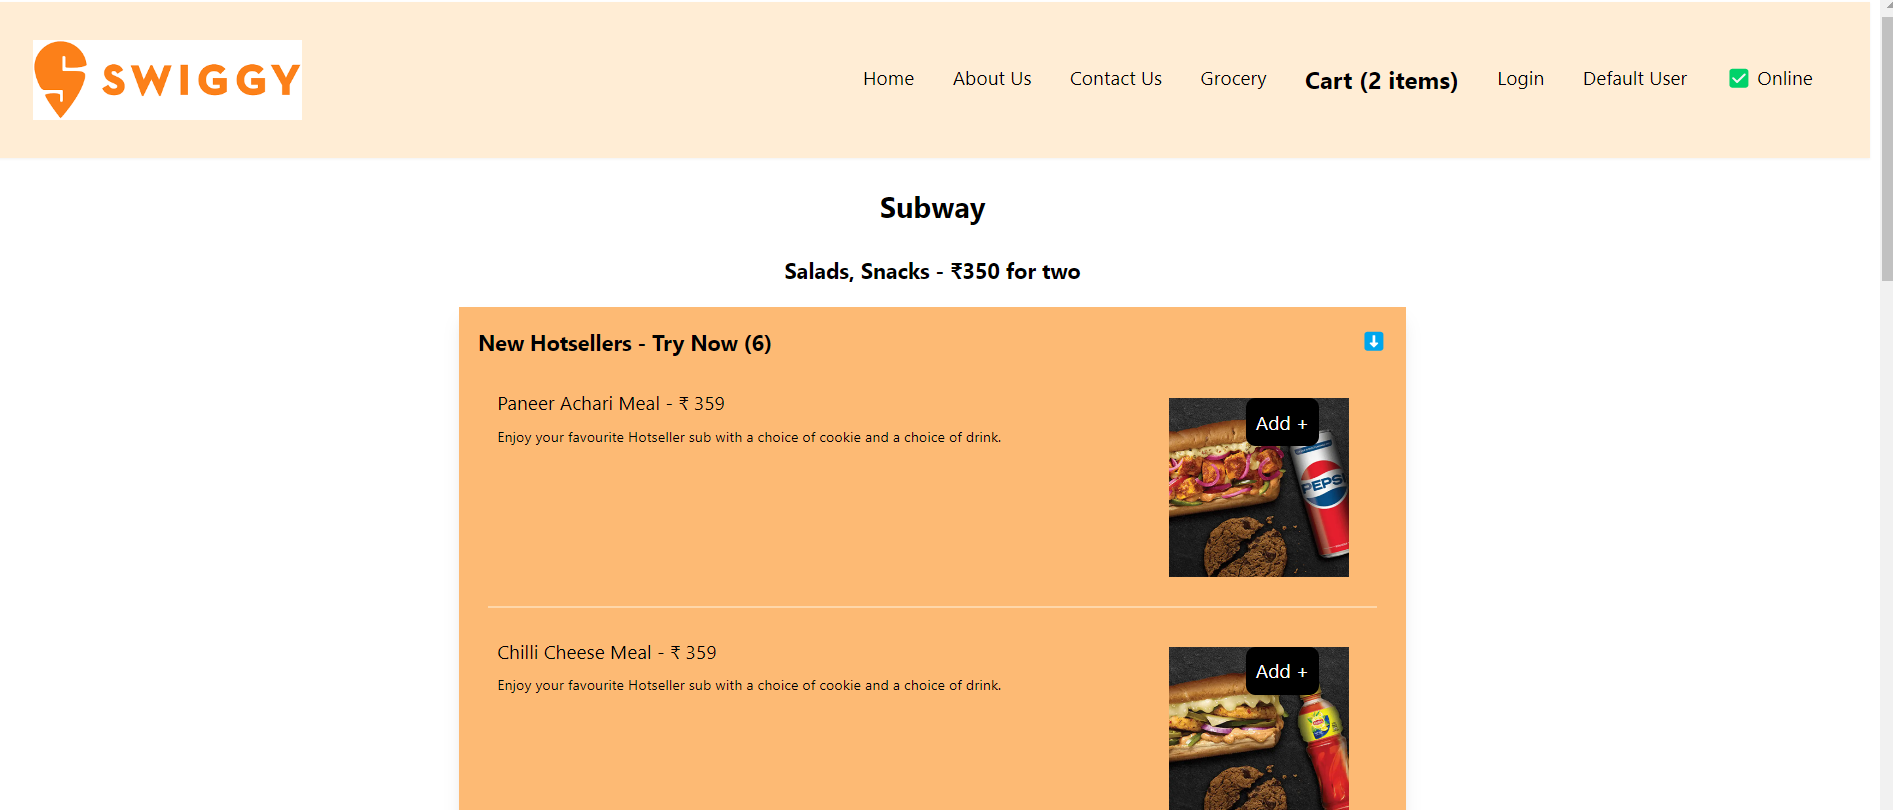 SWIGGY
Home About Us Contact Us Grocery Cart (2 items) Login Default User ✅ Online
Subway
Salads, Snacks - ₹350 for two
New Hotsellers - Try Now (6) ⬇️
Paneer Achari Meal - ₹ 359
Enjoy your favourite Hotseller sub with a choice of cookie and a choice of drink.
Add +
PEPSI
Chilli Cheese Meal - ₹ 359
Enjoy your favourite Hotseller sub with a choice of cookie and a choice of drink.
Add +